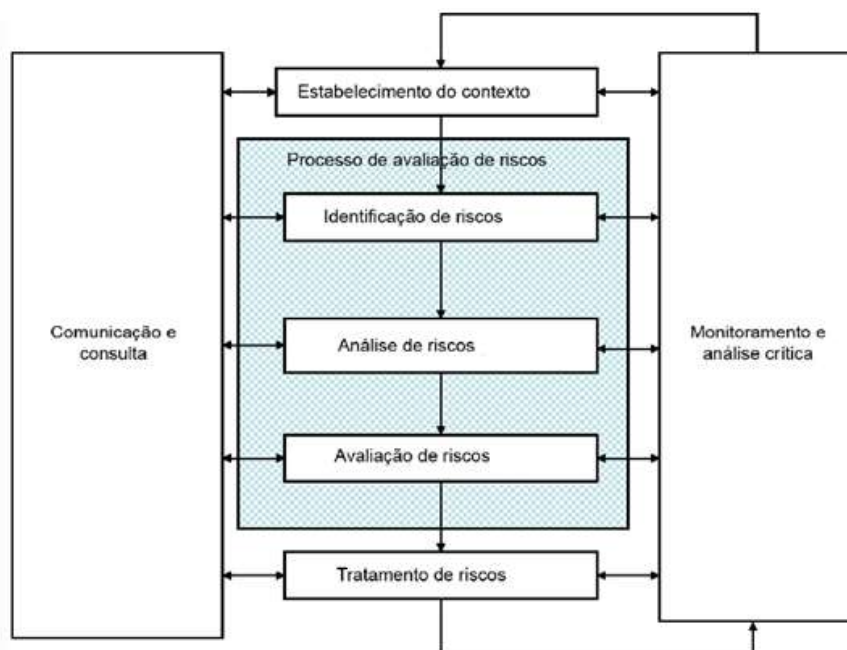 Estabelecimento do contexto
Processo de avaliação de riscos
Identificação de riscos
Comunicação e
consulta
Análise de riscos
Monitoramento e
análise crítica
Avaliação de riscos
Tratamento de riscos